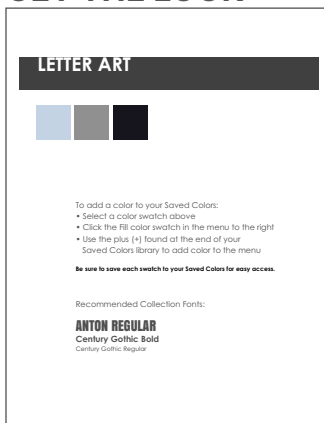 GET THE LOOK
LETTER ART
To add a color to your Saved Colors:
• Select a color swatch above
• Click the Fill color swatch in the menu to the right
• Use the plus (+) found at the end of your
Saved Colors library to add color to the menu
Be sure to save each swatch to your Saved Colors for easy access.
Recommended Collection Fonts:
ANTON REGULAR
Century Gothic Bold
Century Gothic Regular